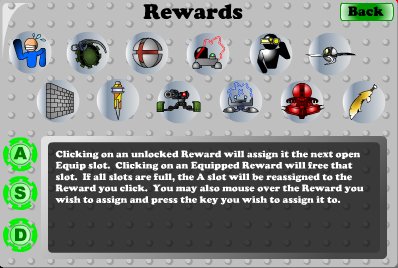 Rewards
Back
A
S
D
Clicking on an unlocked Reward will assign it the next open
Equip slot. Clicking on an Equipped Reward will free that
slot. If all slots are full, the A slot will be reassigned to the
Reward you click. You may also mouse over the Reward you
wish to assign and press the key you wish to assign it to.